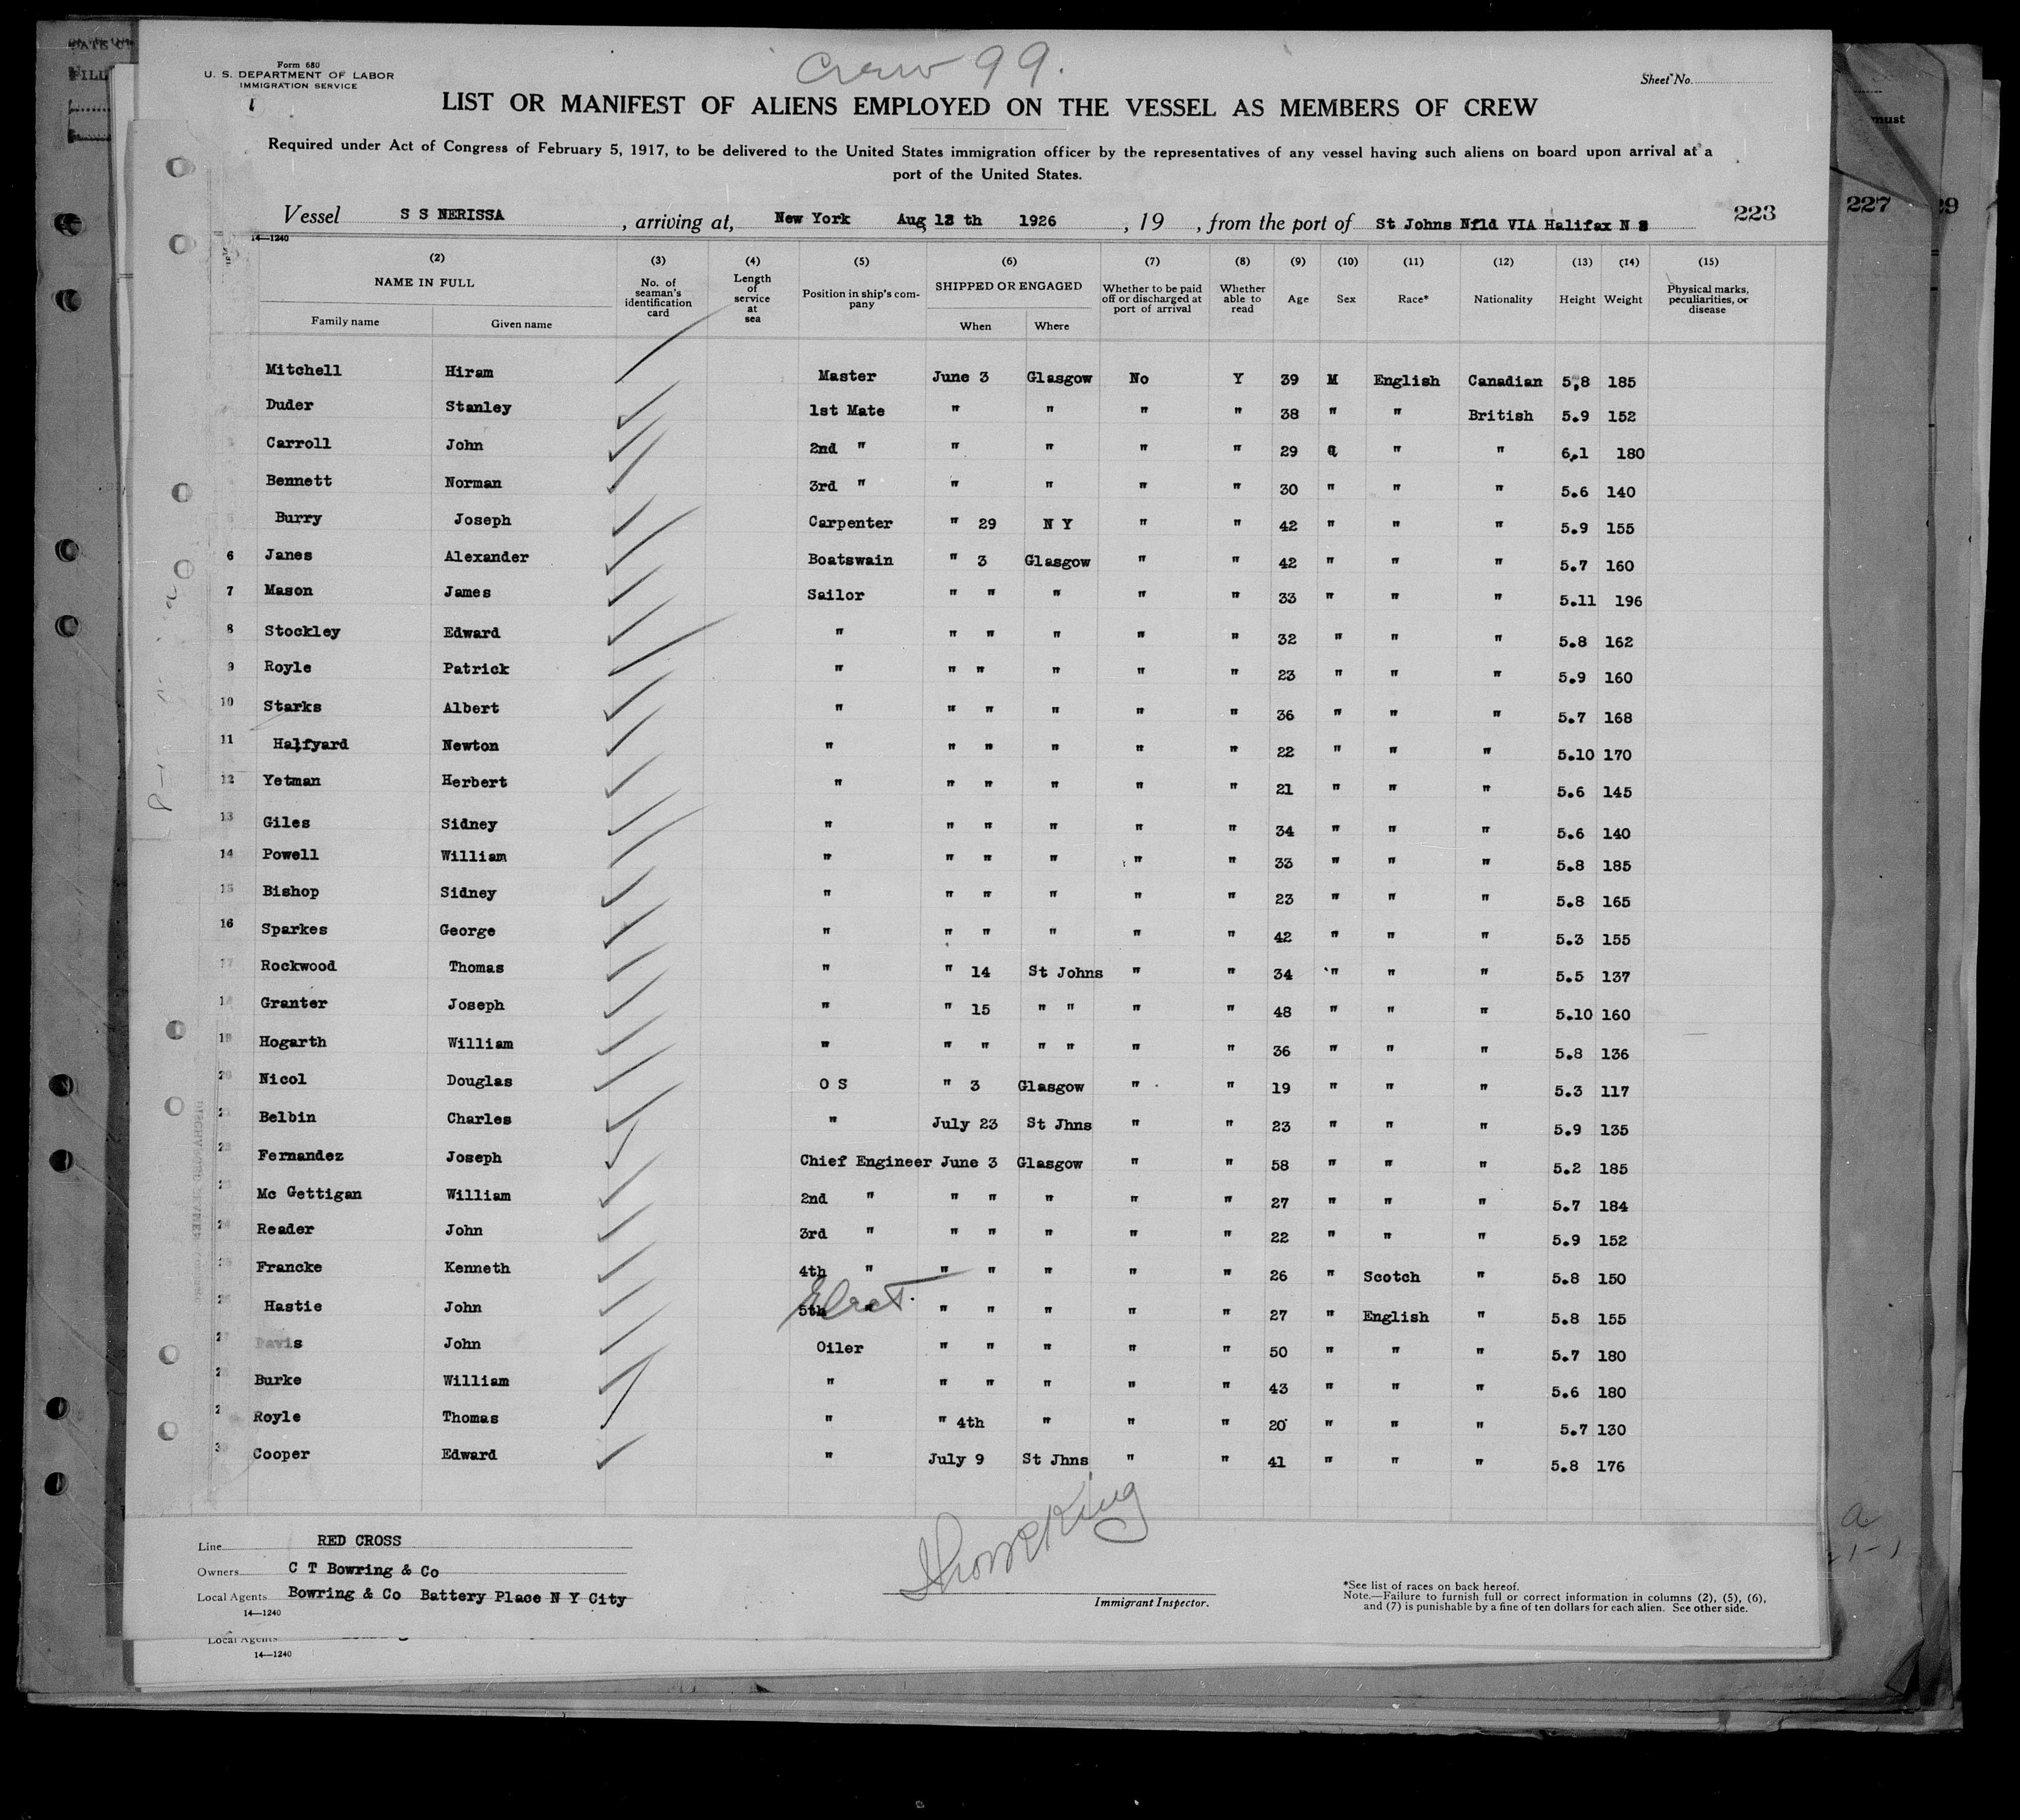 crew 99.
Form 680
U. S. DEPARTMENT OF LABOR
IMMIGRATION SERVICE
Sheet No.
LIST OR MANIFEST OF ALIENS EMPLOYED ON THE VESSEL AS MEMBERS OF CREW
Required under Act of Congress of February 5, 1917, to be delivered to the United States immigration officer by the representatives of any vessel having such aliens on board upon arrival at a
port of the United States.
Vessel S S NERISSA, arriving at, New York Aug 13 th 1926, 19 , from the port of St Johns Nfld VIA Halifax N S 223 227 29
14—1240
(2) (3) (4) (5) (6) (7) (8) (9) (10) (11) (12) (13) (14) (15)
NAME IN FULL No. of seaman's identification card Length of service at sea Position in ship's company SHIPPED OR ENGAGED Whether to be paid off or discharged at port of arrival Whether able to read Age Sex Race* Nationality Height Weight Physical marks, peculiarities, or disease
Family name Given name When Where
Mitchell Hiram Master June 3 Glasgow No Y 39 M English Canadian 5,8 185
Duder Stanley 1st Mate " " " " 38 " " British 5.9 152
Carroll John 2nd " " " " " 29 " " 6,1 180
Bennett Norman 3rd " " " " " 30 " " " 5.6 140
Burry Joseph Carpenter " 29 N Y " " 42 " " " 5.9 155
6 Janes Alexander Boatswain " 3 Glasgow " " 42 " " " 5.7 160
7 Mason James Sailor " " " " " 33 " " " 5.11 196
8 Stockley Edward " " " " " " 32 " " " 5.8 162
9 Royle Patrick " " " " " " 23 " " " 5.9 160
10 Starks Albert " " " " " " 36 " " " 5.7 168
11 Halfyard Newton " " " " " " 22 " " " 5.10 170
12 Yetman Herbert " " " " " " 21 " " " 5.6 145
13 Giles Sidney " " " " " " 34 " " " 5.6 140
14 Powell William " " " " " " 33 " " " 5.8 185
15 Bishop Sidney " " " " " " 23 " " " 5.8 165
16 Sparkes George " " " " " " 42 " " " 5.3 155
17 Rockwood Thomas " " 14 St Johns " " 34 " " " 5.5 137
Granter Joseph " " 15 " " " " 48 " " " 5.10 160
19 Hogarth William " " " " " " " 36 " " " 5.8 136
20 Nicol Douglas O S " 3 Glasgow " " 19 " " " 5.3 117
Belbin Charles " July 23 St Jhns " " 23 " " " 5.9 135
Fernandez Joseph Chief Engineer June 3 Glasgow " " 58 " " " 5.2 185
Mc Gettigan William 2nd " " " " " " 27 " " " 5.7 184
Reader John 3rd " " " " " " 22 " " " 5.9 152
Francke Kenneth 4th " " " " " " 26 " Scotch " 5.8 150
Hastie John 5th " Elect. " " " " " 27 " English " 5.8 155
Davis John Oiler " " " " " 50 " " " 5.7 180
Burke William " " " " " " 43 " " " 5.6 180
Royle Thomas " " 4th " " " 20 " " " 5.7 130
Cooper Edward " July 9 St Jhns " " 41 " " " 5.8 176
Line RED CROSS
Owners C T Bowring & Co
Local Agents Bowring & Co Battery Place N Y City
14—1240
Immigrant Inspector.
*See list of races on back hereof.
Note.—Failure to furnish full or correct information in columns (2), (5), (6),
and (7) is punishable by a fine of ten dollars for each alien. See other side.
Local Agents
14—1240